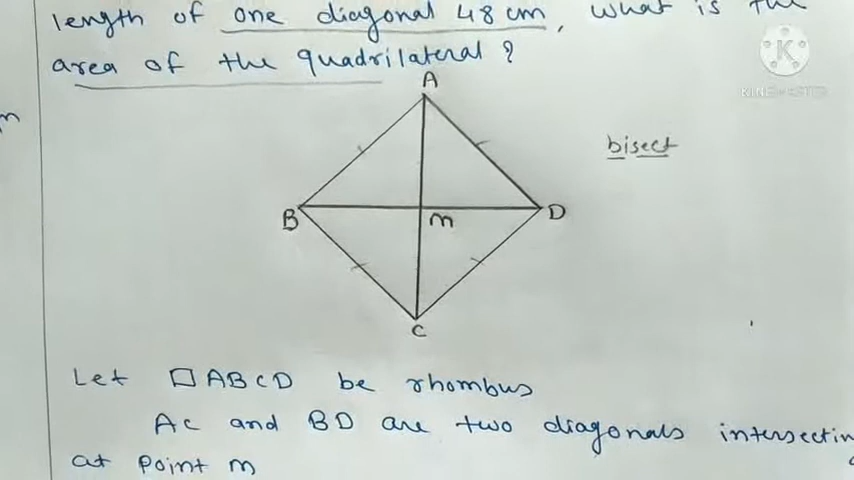 length of one diagonal 48 cm, what is the
area of the quadrilateral ?
K
KINEMASTER
A
bisect
B
m
D
C
Let □ABCD be rhombus
AC and BD are two diagonals
at point m